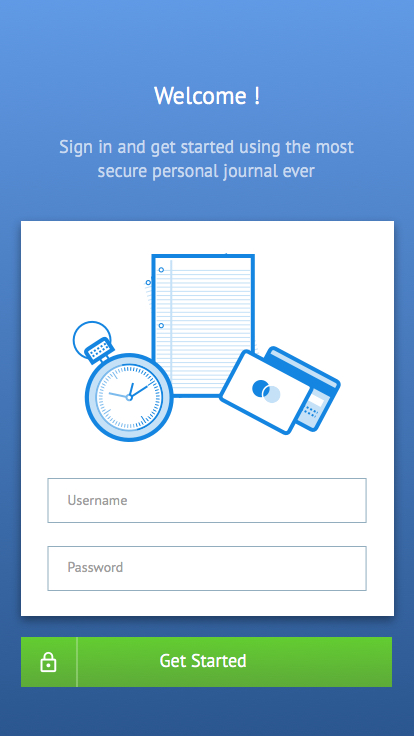 Welcome !
Sign in and get started using the most
secure personal journal ever
Username
Password
Get Started